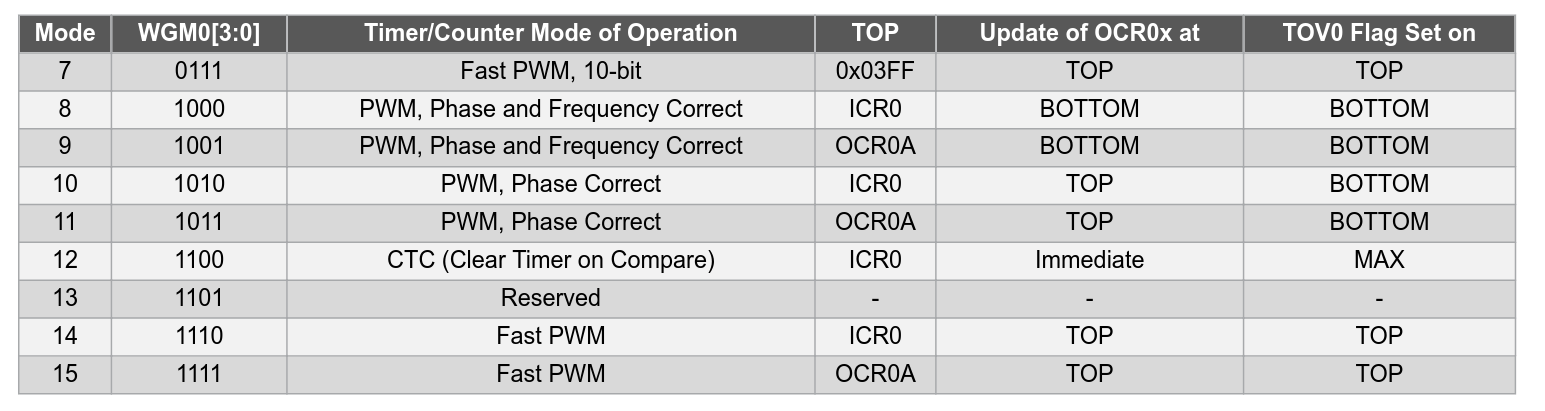 Mode WGM0[3:0] Timer/Counter Mode of Operation TOP Update of OCR0x at TOV0 Flag Set on
7 0111 Fast PWM, 10-bit 0x03FF TOP TOP
8 1000 PWM, Phase and Frequency Correct ICR0 BOTTOM BOTTOM
9 1001 PWM, Phase and Frequency Correct OCR0A BOTTOM BOTTOM
10 1010 PWM, Phase Correct ICR0 TOP BOTTOM
11 1011 PWM, Phase Correct OCR0A TOP BOTTOM
12 1100 CTC (Clear Timer on Compare) ICR0 Immediate MAX
13 1101 Reserved - - -
14 1110 Fast PWM ICR0 TOP TOP
15 1111 Fast PWM OCR0A TOP TOP